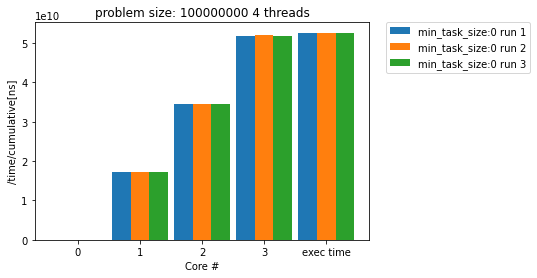 problem size: 100000000 4 threads
1e10
5
4
3
2
1
0
/time/cumulative[ns]
0 1 2 3 exec time
Core #
min_task_size:0 run 1
min_task_size:0 run 2
min_task_size:0 run 3